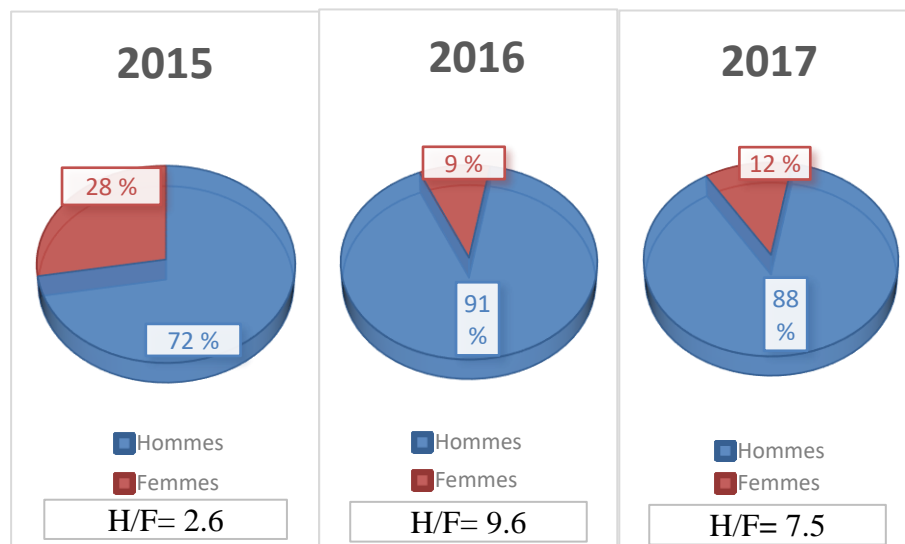 2015
28 %
72 %
Hommes
Femmes
H/F= 2.6
2016
9 %
91
%
Hommes
Femmes
H/F= 9.6
2017
12 %
88
%
Hommes
Femmes
H/F= 7.5